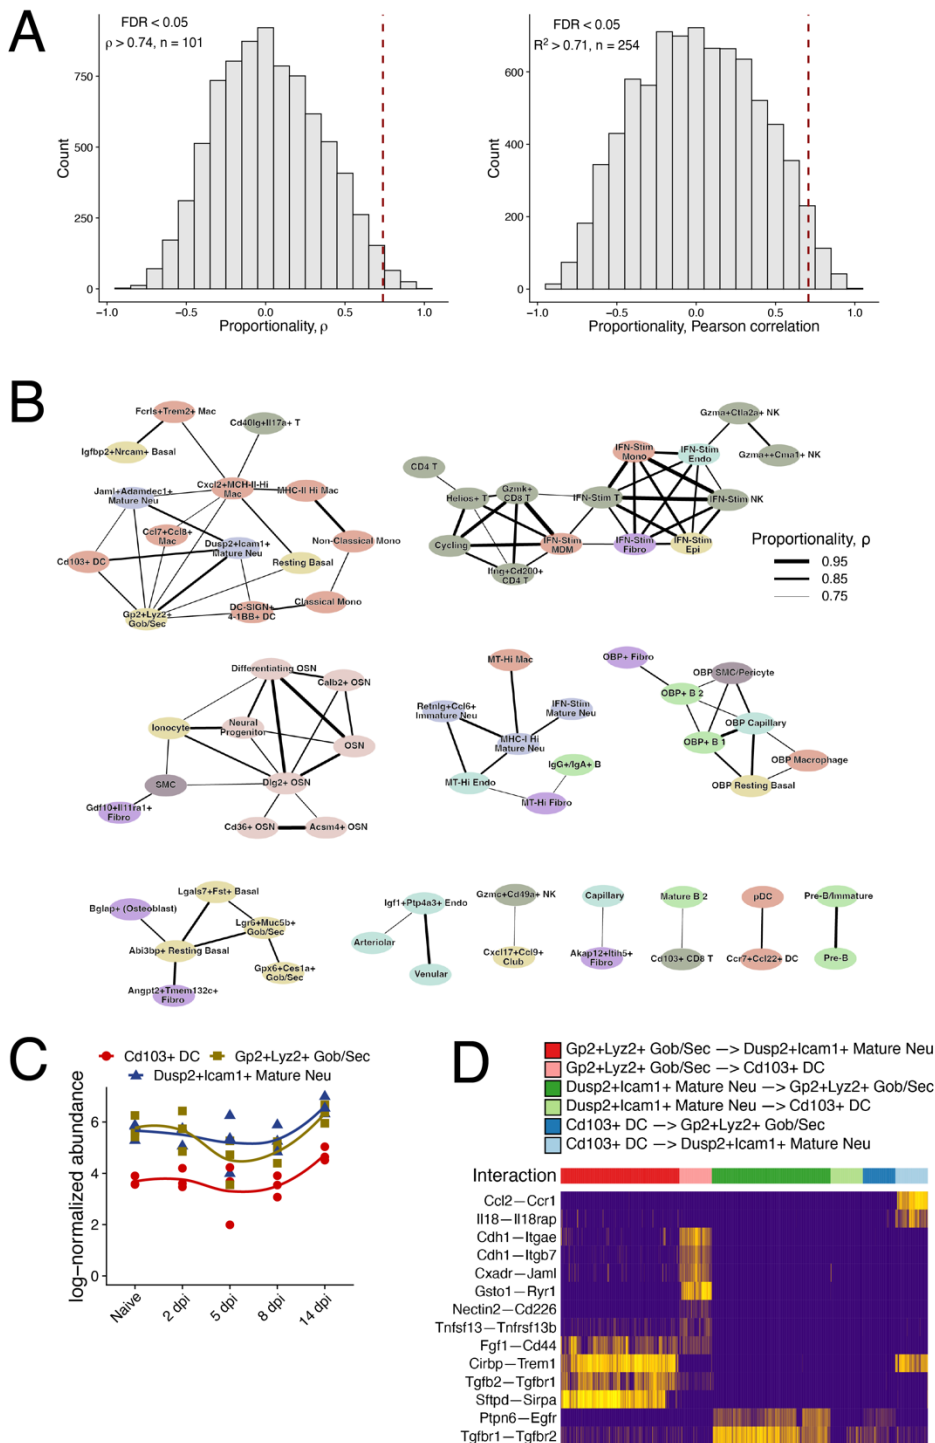 A
FDR < 0.05
ρ > 0.74, n = 101
Count
750
500
250
0
-1.0
-0.5
0.0
0.5
1.0
Proportionality, ρ
FDR < 0.05
R2 > 0.71, n = 254
Count
600
400
200
0
-1.0
-0.5
0.0
0.5
1.0
Proportionality, Pearson correlation
B
Fcrls+Trem2+ Mac
Cd40lg+Il17a+ T
Igfbp2+Nrcam+ Basal
Jaml+Adamdec1+
Mature Neu
Cxcl2+MCH-II-Hi
Mac
MHC-II Hi Mac
Ccl7+Ccl8+
Mac
Dusp2+Icam1+
Mature Neu
Non-Classical Mono
Cd103+ DC
Resting Basal
Gp2+Lyz2+
Gob/Sec
DC-SIGN+
4-1BB+ DC
Classical Mono
Gzma+Ctla2a+ NK
Gzma++Cma1+ NK
IFN-Stim
Mono
IFN-Stim
Endo
CD4 T
Helios+ T
Gzmk+
CD8 T
IFN-Stim T
IFN-Stim NK
Cycling
IFN-Stim
MDM
IFN-Stim
Fibro
IFN-Stim
Epi
Ifng+Cd200+
CD4 T
Proportionality, ρ
0.95
0.85
0.75
Differentiating OSN
Calb2+ OSN
Ionocyte
Neural
Progenitor
OSN
SMC
Dlg2+ OSN
Gdf10+Il11ra1+
Fibro
Cd36+ OSN
Acsm4+ OSN
MT-Hi Mac
Retnlg+Ccl6+
Immature Neu
IFN-Stim
Mature Neu
MHC-I Hi
Mature Neu
IgG+/IgA+ B
MT-Hi Endo
MT-Hi Fibro
OBP+ Fibro
OBP SMC/Pericyte
OBP+ B 2
OBP Capillary
OBP+ B 1
OBP Macrophage
OBP Resting Basal
Lgals7+Fst+ Basal
Bglap+ (Osteoblast)
Lgr6+Muc5b+
Gob/Sec
Abi3bp+ Resting Basal
Gpx6+Ces1a+
Gob/Sec
Angpt2+Tmem132c+
Fibro
Igf1+Ptp4a3+ Endo
Arteriolar
Venular
Gzmc+Cd49a+ NK
Cxcl17+Ccl9+
Club
Capillary
Akap12+Itih5+
Fibro
Mature B 2
Cd103+ CD8 T
pDC
Ccr7+Ccl22+ DC
Pre-B/Immature
Pre-B
C
Cd103+ DC
Gp2+Lyz2+ Gob/Sec
Dusp2+Icam1+ Mature Neu
log-normalized abundance
6
4
2
0
Naive
2 dpi
5 dpi
8 dpi
14 dpi
D
Gp2+Lyz2+ Gob/Sec —> Dusp2+Icam1+ Mature Neu
Gp2+Lyz2+ Gob/Sec —> Cd103+ DC
Dusp2+Icam1+ Mature Neu —> Gp2+Lyz2+ Gob/Sec
Dusp2+Icam1+ Mature Neu —> Cd103+ DC
Cd103+ DC —> Gp2+Lyz2+ Gob/Sec
Cd103+ DC —> Dusp2+Icam1+ Mature Neu
Interaction
Ccl2—Ccr1
Il18—Il18rap
Cdh1—Itgae
Cdh1—Itgb7
Cxadr—Jaml
Gsto1—Ryr1
Nectin2—Cd226
Tnfsf13—Tnfrsf13b
Fgf1—Cd44
Cirbp—Trem1
Tgfb2—Tgfbr1
Sftpd—Sirpa
Ptpn6—Egfr
Tgfbr1—Tgfbr2